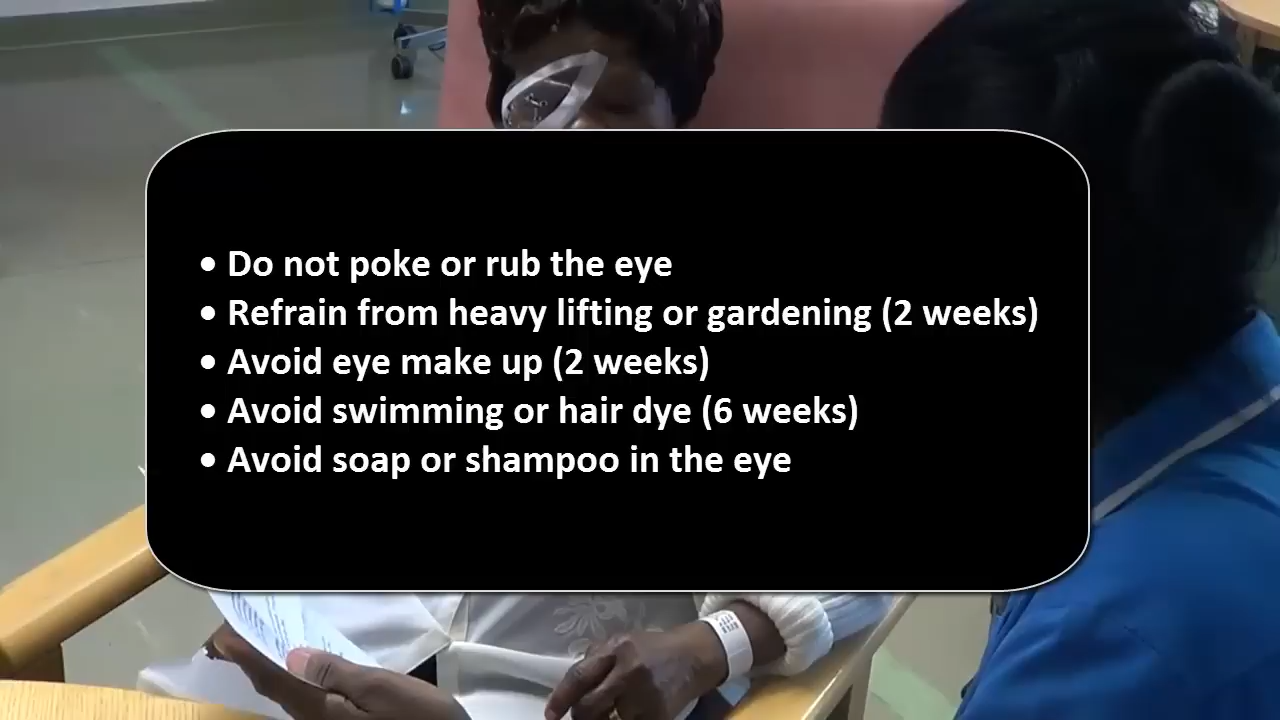 • Do not poke or rub the eye
• Refrain from heavy lifting or gardening (2 weeks)
• Avoid eye make up (2 weeks)
• Avoid swimming or hair dye (6 weeks)
• Avoid soap or shampoo in the eye